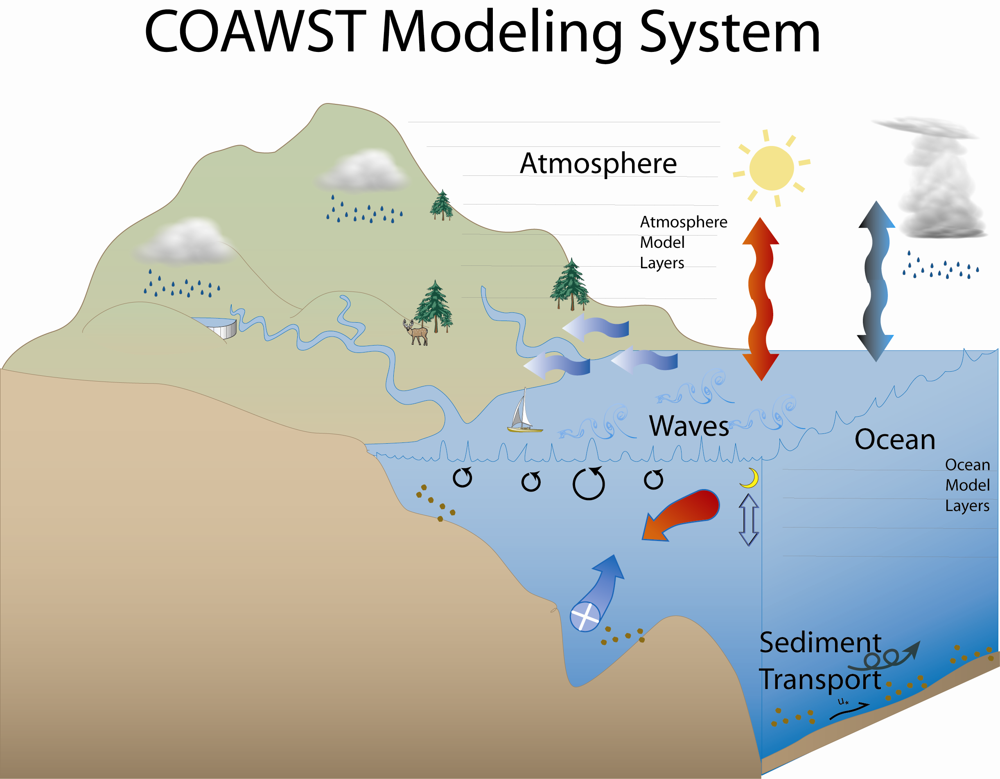 COAWST Modeling System
Atmosphere
Atmosphere
Model
Layers
Waves
Ocean
Ocean
Model
Layers
Sediment
Transport
u*